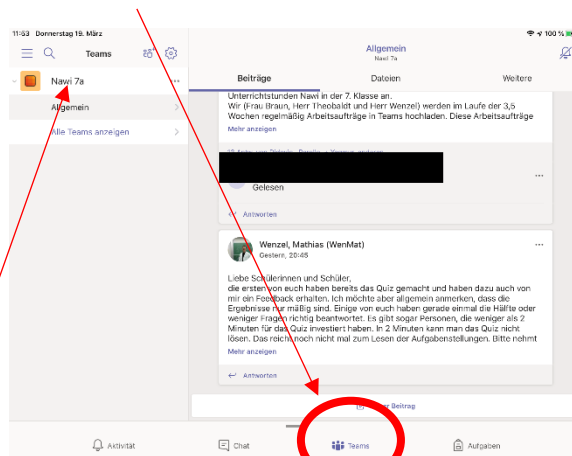 11:53 Donnerstag 19. März
100 %
Teams
Nawi 7a
Allgemein
Alle Teams anzeigen
Allgemein
Nawi 7a
Beiträge
Dateien
Weitere
Unterrichtstunden Nawi in der 7. Klasse an.
Wir (Frau Braun, Herr Theobaldt und Herr Wenzel) werden im Laufe der 3,5
Wochen regelmäßig Arbeitsaufträge in Teams hochladen. Diese Arbeitsaufträge
Mehr anzeigen
Gelesen
Antworten
Wenzel, Mathias (WenMat)
Gestern, 20:45
Liebe Schülerinnen und Schüler,
die ersten von euch haben bereits das Quiz gemacht und haben dazu auch von
mir ein Feedback erhalten. Ich möchte aber allgemein anmerken, dass die
Ergebnisse nur mäßig sind. Einige von euch haben gerade einmal die Hälfte oder
weniger Fragen richtig beantwortet. Es gibt sogar Personen, die weniger als 2
Minuten für das Quiz investiert haben. In 2 Minuten kann man das Quiz nicht
lösen. Das reicht noch nicht mal zum Lesen der Aufgabenstellungen. Bitte nehmt
Mehr anzeigen
Antworten
Beitrag
Aktivität
Chat
Teams
Aufgaben